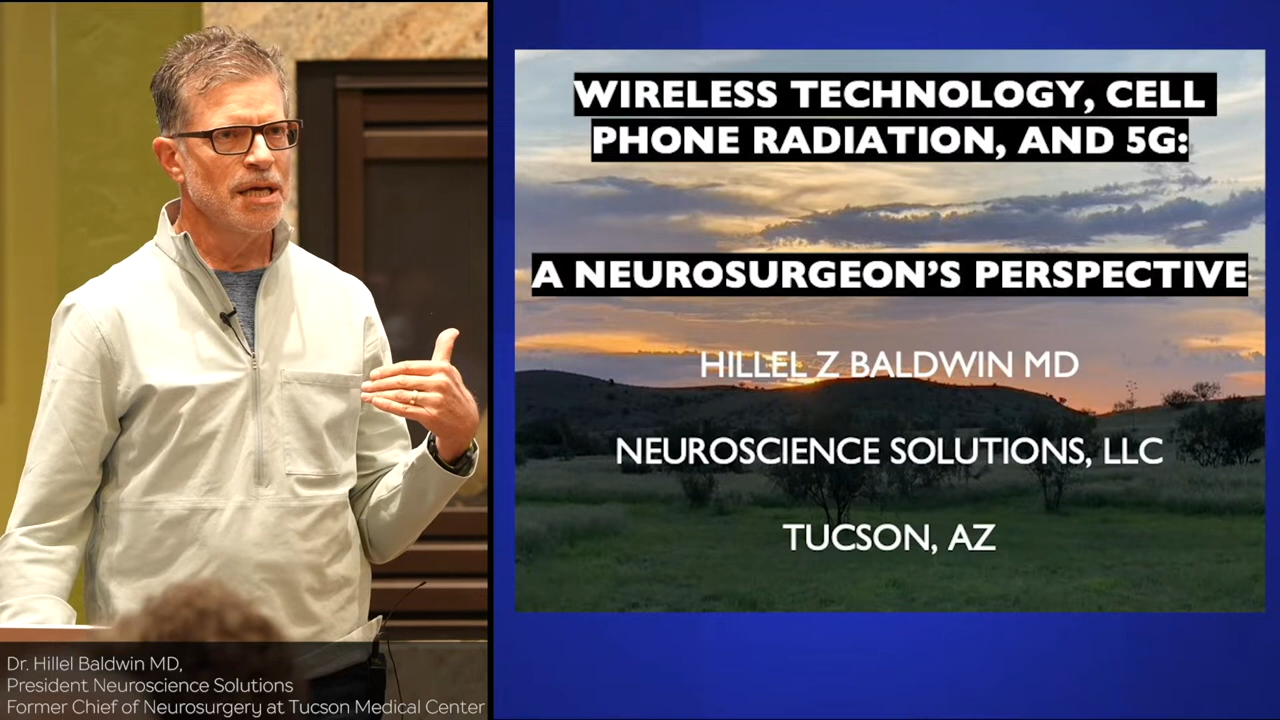 WIRELESS TECHNOLOGY, CELL
PHONE RADIATION, AND 5G:
A NEUROSURGEON’S PERSPECTIVE
HILLEL Z BALDWIN MD
NEUROSCIENCE SOLUTIONS, LLC
TUCSON, AZ
Dr. Hillel Baldwin MD,
President Neuroscience Solutions
Former Chief of Neurosurgery at Tucson Medical Center